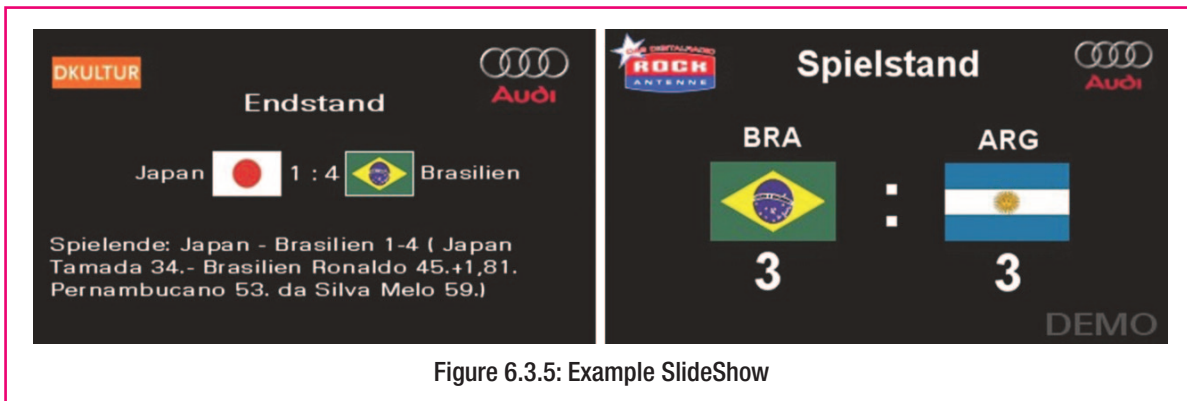 DKULTUR
Audi
Endstand
Japan 1 : 4 Brasilien
Spielende: Japan - Brasilien 1-4 ( Japan
Tamada 34.- Brasilien Ronaldo 45.+1,81.
Pernambucano 53. da Silva Melo 59.)
DAS DIGITALRADIO
ROCK
ANTENNE
Spielstand
Audi
BRA ARG
:
3 3
DEMO
Figure 6.3.5: Example SlideShow